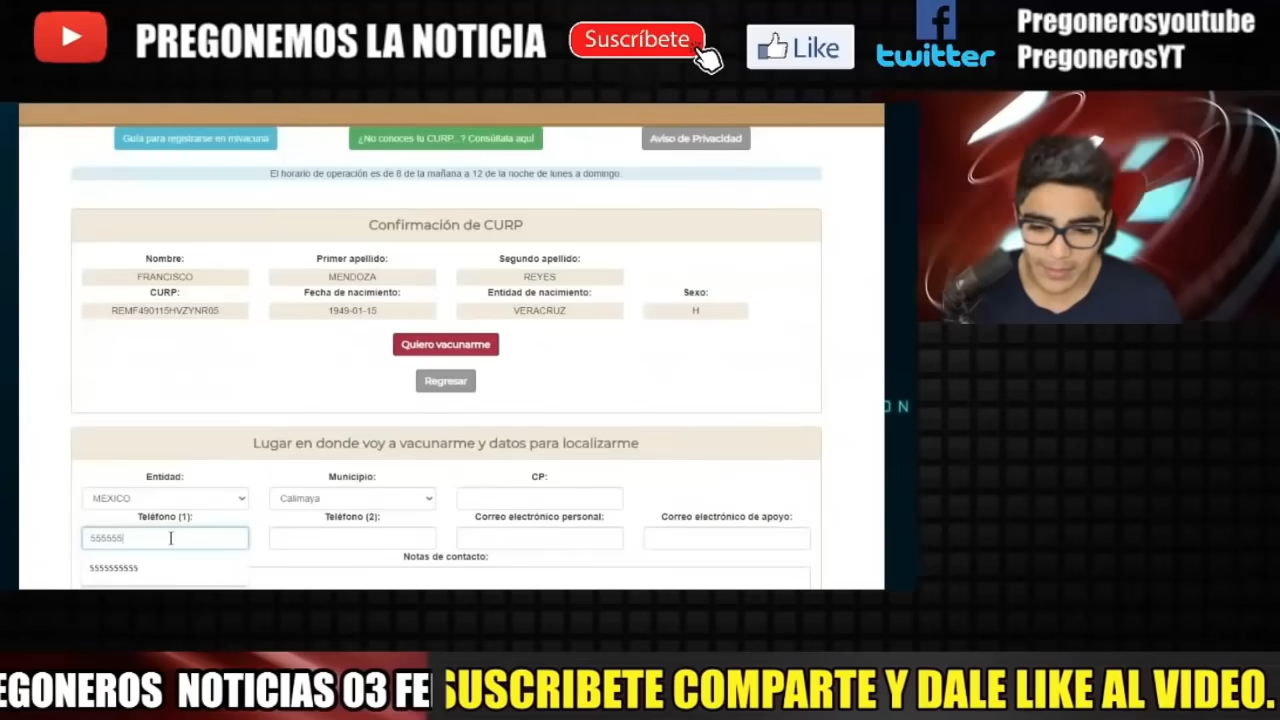 PREGONEMOS LA NOTICIA
Suscríbete
Like
twitter
Pregonerosyoutube
PregonerosYT
Guía para registrarse en mivacuna
¿No conoces tu CURP...? Consúltala aquí
Aviso de Privacidad
El horario de operación es de 8 de la mañana a 12 de la noche de lunes a domingo.
Confirmación de CURP
Nombre: Primer apellido: Segundo apellido:
FRANCISCO MENDOZA REYES
CURP: Fecha de nacimiento: Entidad de nacimiento: Sexo:
REMF490115HVZYNR05 1949-01-15 VERACRUZ H
Quiero vacunarme
Regresar
Lugar en donde voy a vacunarme y datos para localizarme
Entidad: Municipio: CP:
MEXICO Calimaya
Teléfono (1): Teléfono (2): Correo electrónico personal: Correo electrónico de apoyo:
555555
5555555555
Notas de contacto:
ON
EGONEROS NOTICIAS 03 FE
SUSCRIBETE COMPARTE Y DALE LIKE AL VIDEO.